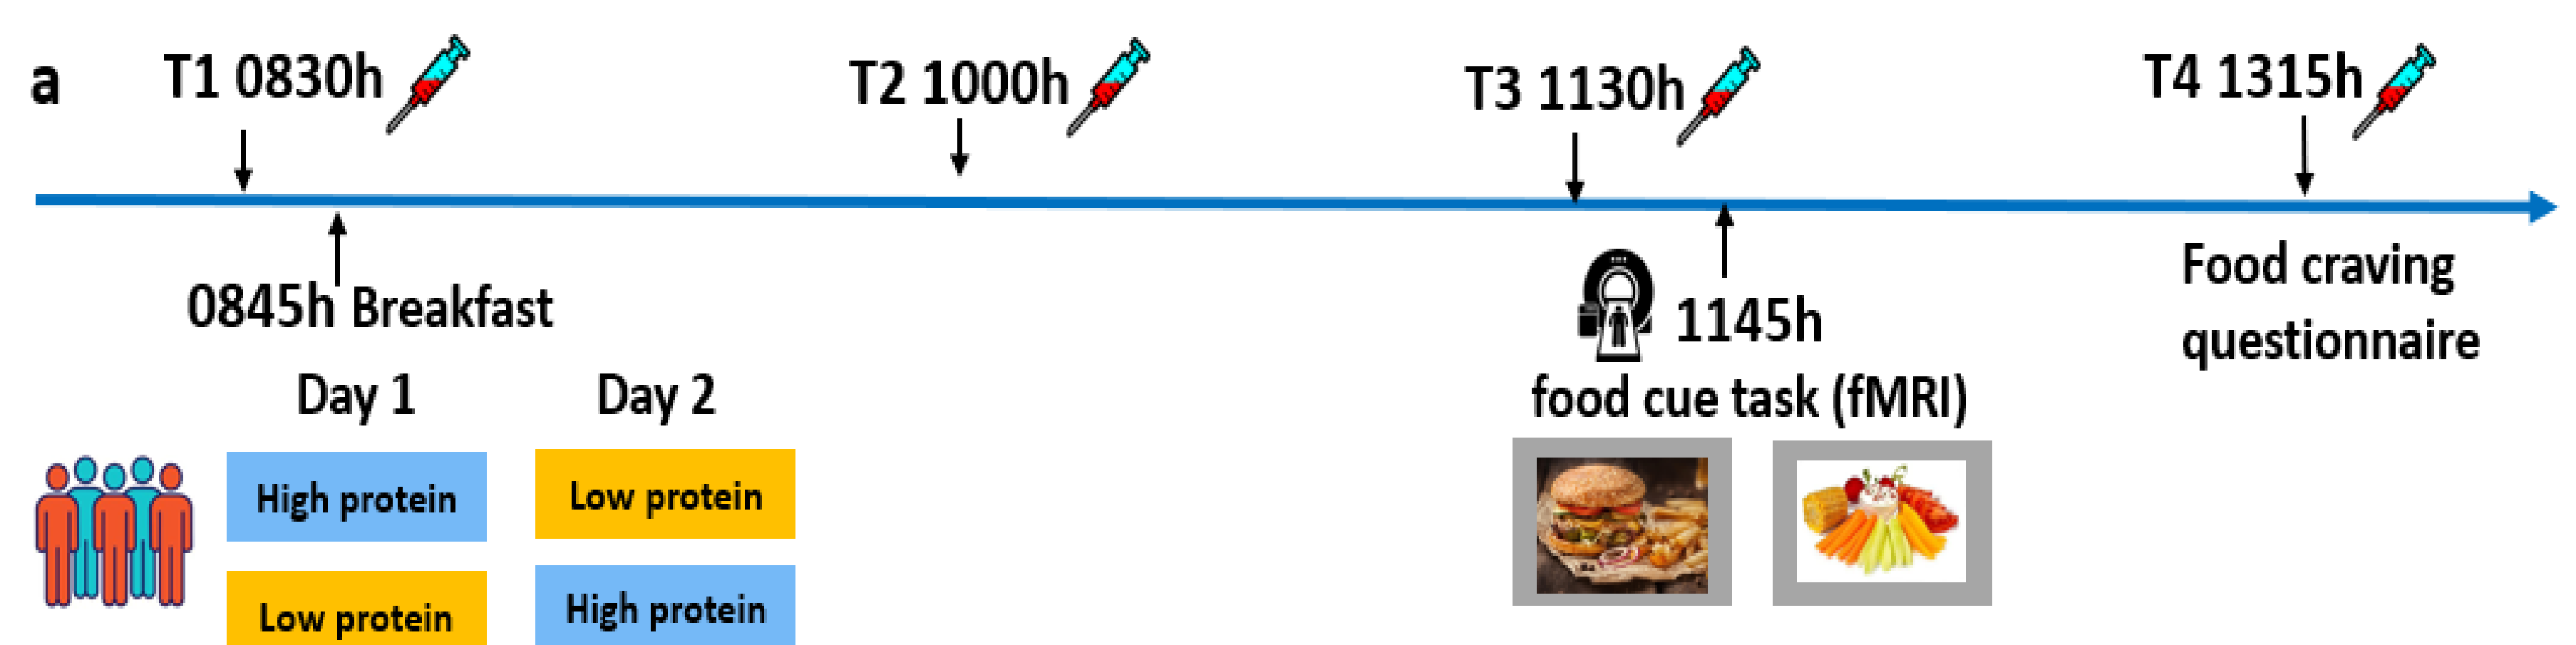 a
T1 0830h
T2 1000h
T3 1130h
T4 1315h
0845h Breakfast
1145h
food cue task (fMRI)
Food craving
questionnaire
Day 1
Day 2
High protein
Low protein
Low protein
High protein